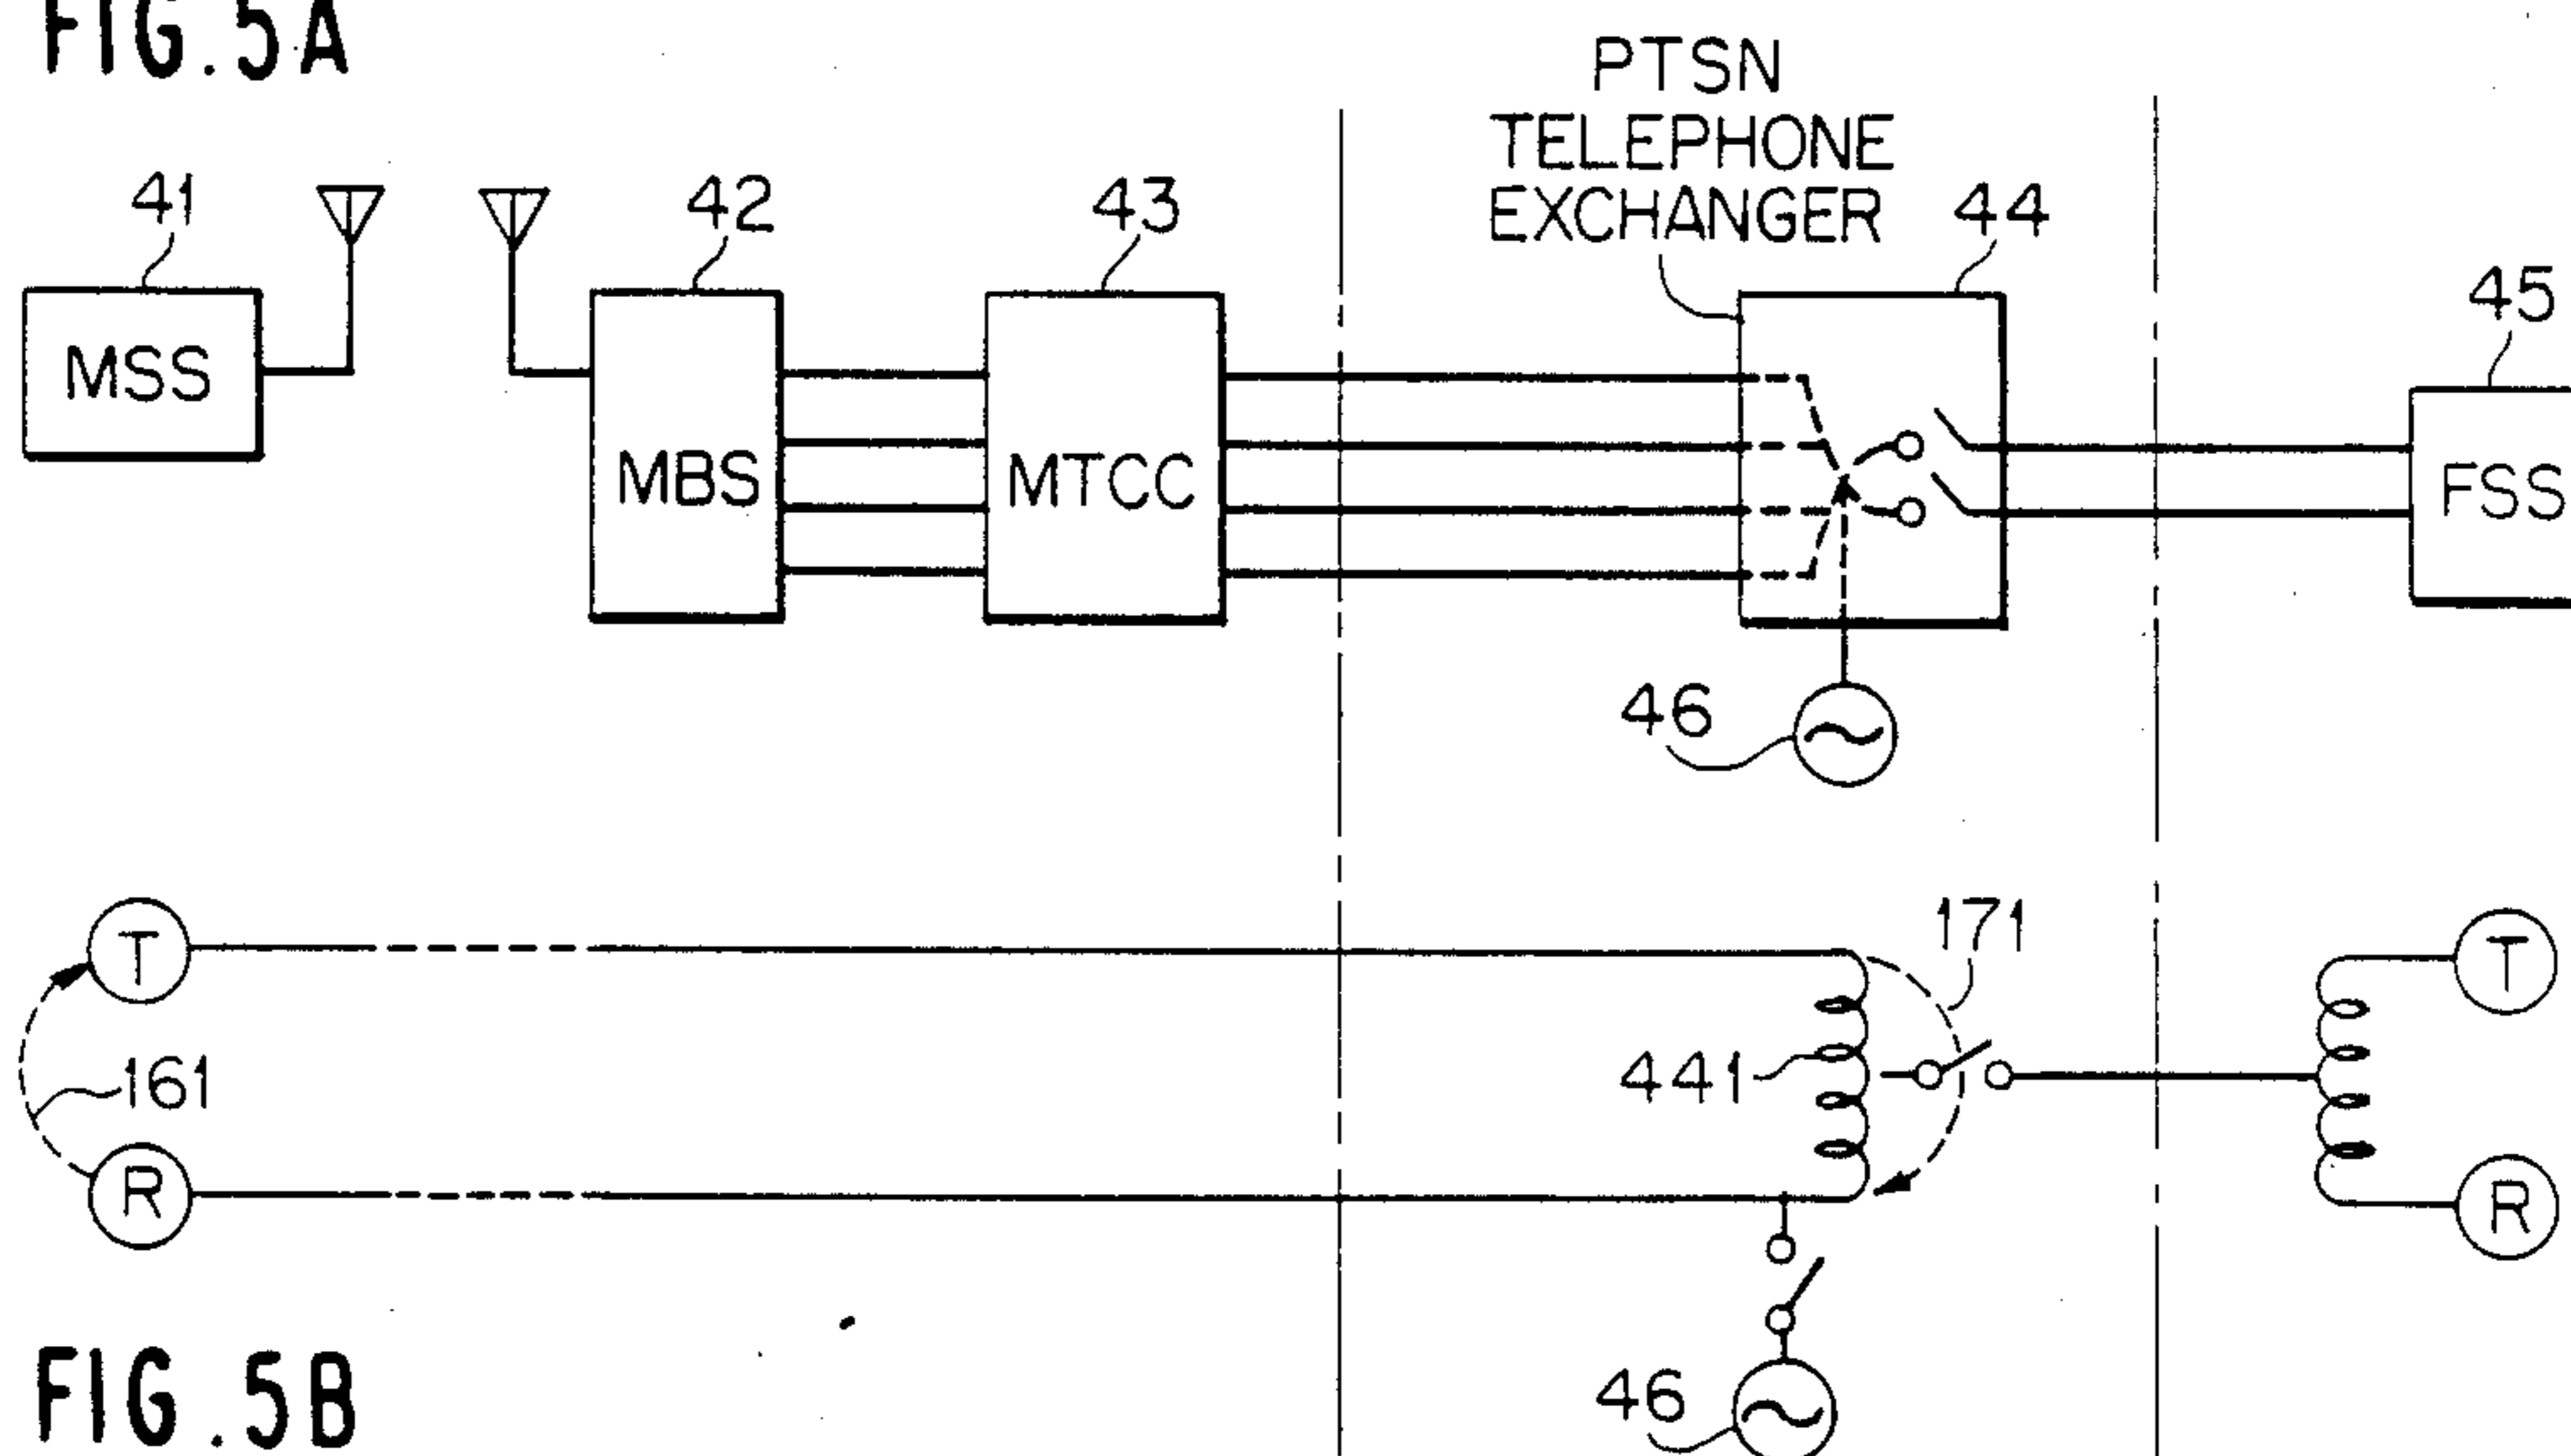 FIG. 5A
PTSN
TELEPHONE
EXCHANGER
41
42
43
44
45
MSS
MBS
MTCC
FSS
46
T
171
T
161
441
R
R
46
FIG. 5B